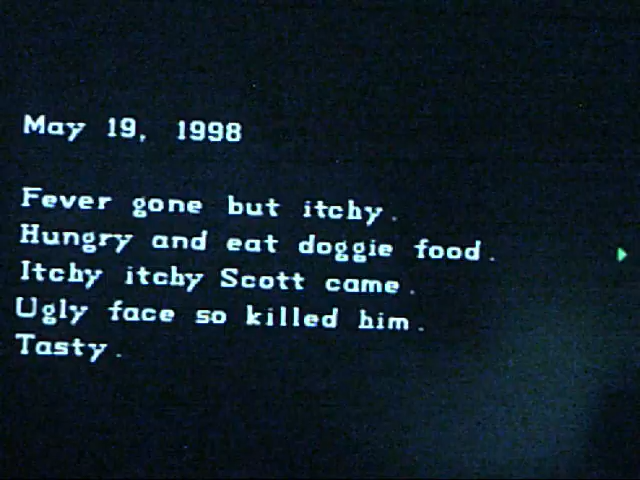 May 19, 1998
Fever gone but itchy.
Hungry and eat doggie food.
Itchy itchy Scott came.
Ugly face so killed him.
Tasty.